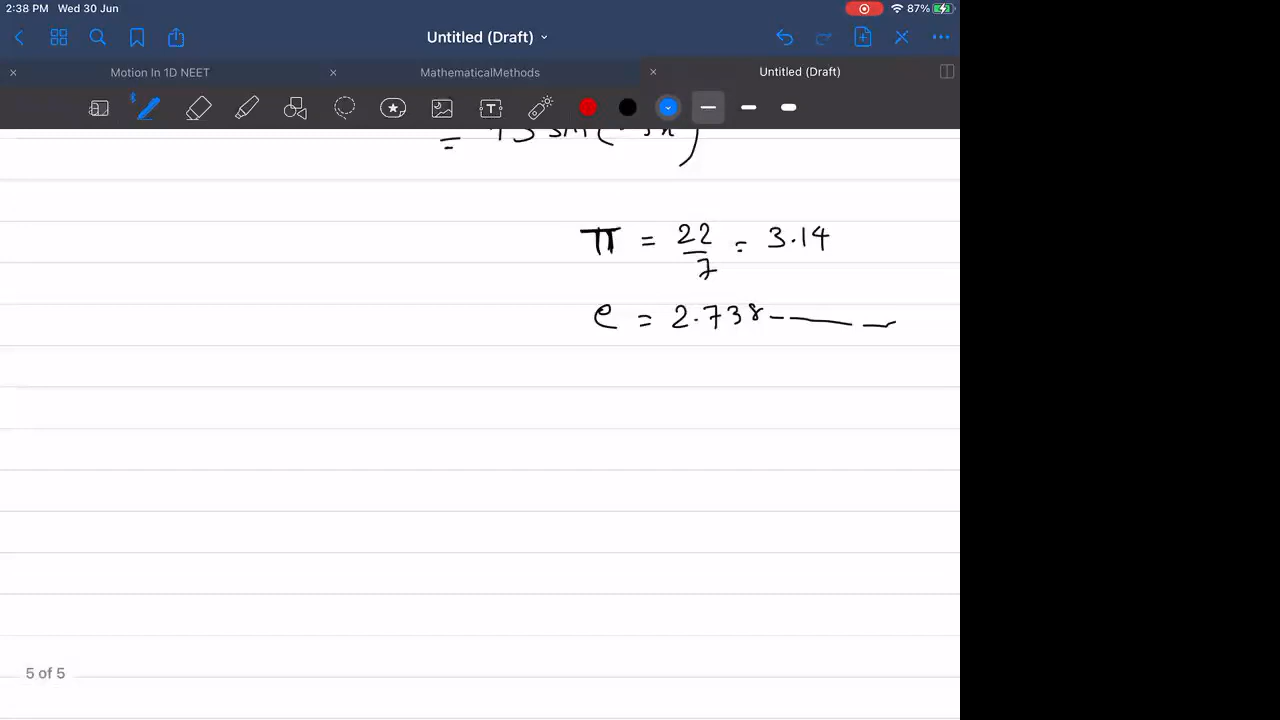 2:38 PM Wed 30 Jun 87%
Untitled (Draft)
Motion In 1D NEET MathematicalMethods Untitled (Draft)
=
π = 22/7 = 3.14
e = 2.738------
5 of 5